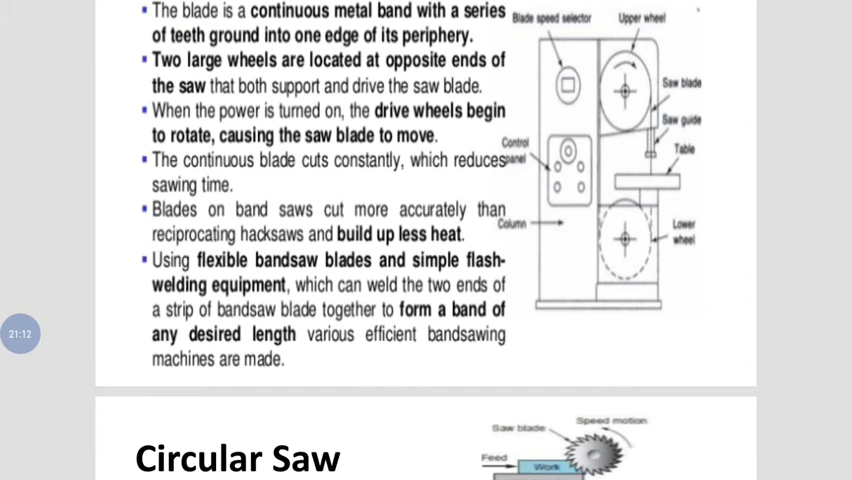 ▪ The blade is a continuous metal band with a series
of teeth ground into one edge of its periphery.
▪ Two large wheels are located at opposite ends of
the saw that both support and drive the saw blade.
▪ When the power is turned on, the drive wheels begin
to rotate, causing the saw blade to move.
▪ The continuous blade cuts constantly, which reduces
sawing time.
▪ Blades on band saws cut more accurately than
reciprocating hacksaws and build up less heat.
▪ Using flexible bandsaw blades and simple flash-
welding equipment, which can weld the two ends of
a strip of bandsaw blade together to form a band of
any desired length various efficient bandsawing
machines are made.
Blade speed selector
Upper wheel
Saw blade
Saw guide
Table
Control
panel
Column
Lower
wheel
21:12
Circular Saw
Saw blade
Speed motion
Feed
Work